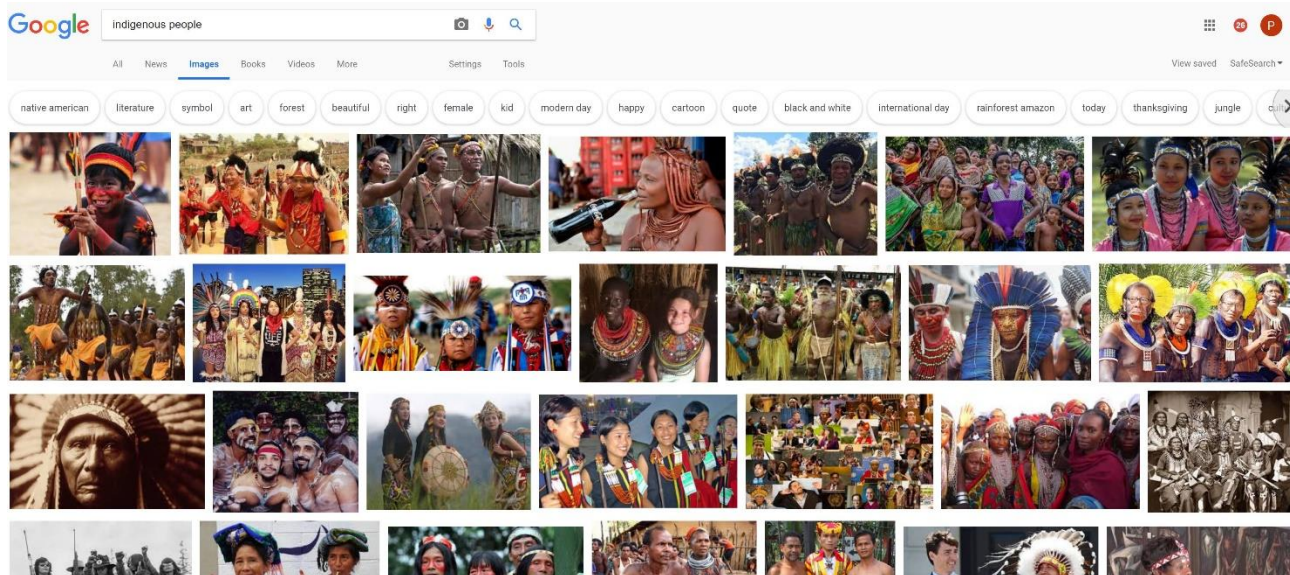 Google indigenous people 26 P
All News Images Books Videos More Settings Tools View saved SafeSearch
native american literature symbol art forest beautiful right female kid modern day happy cartoon quote black and white international day rainforest amazon today thanksgiving jungle